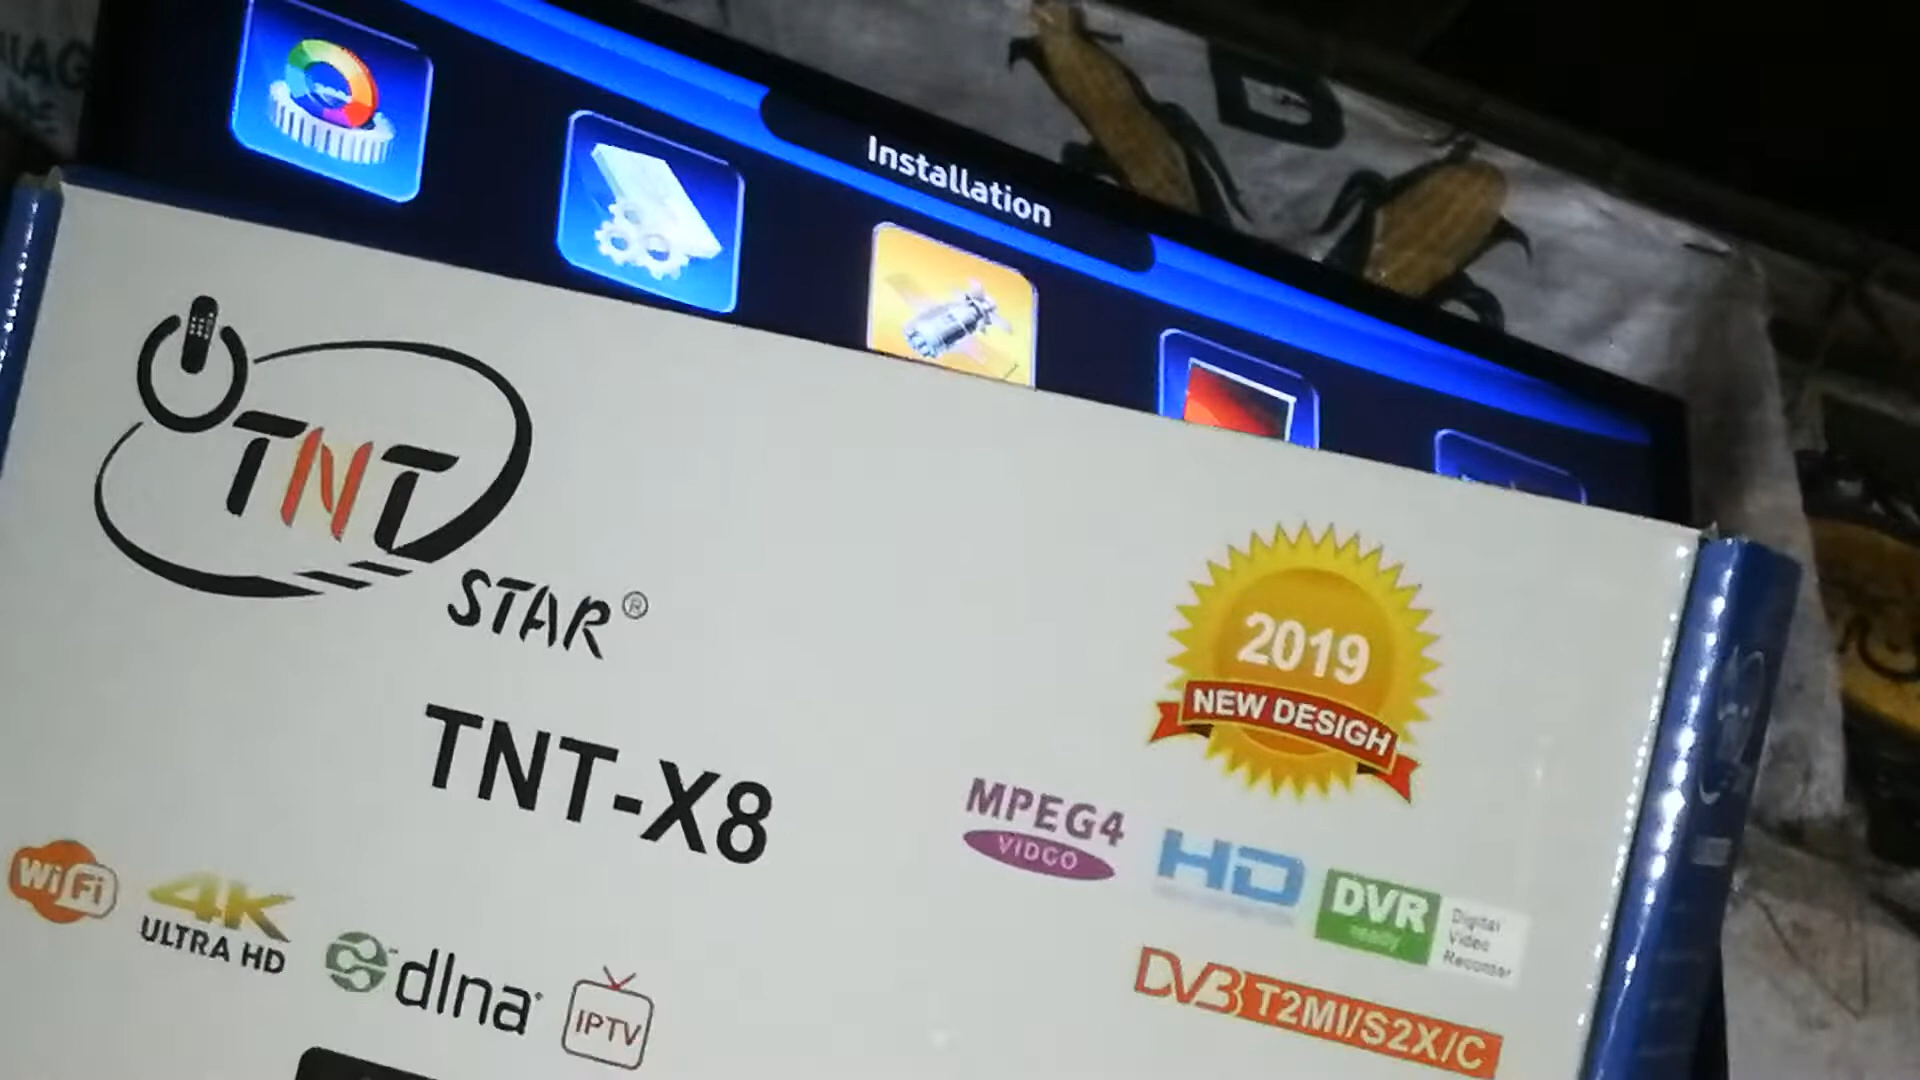 Installation
B
TNT
STAR®
2019
NEW DESIGH
TNT-X8
MPEG4
VIDCO
HD
DVR
ready
Digital
Video
Recorder
WiFi
4K
ULTRA HD
dlna
IPTV
DVB T2MI/S2X/C